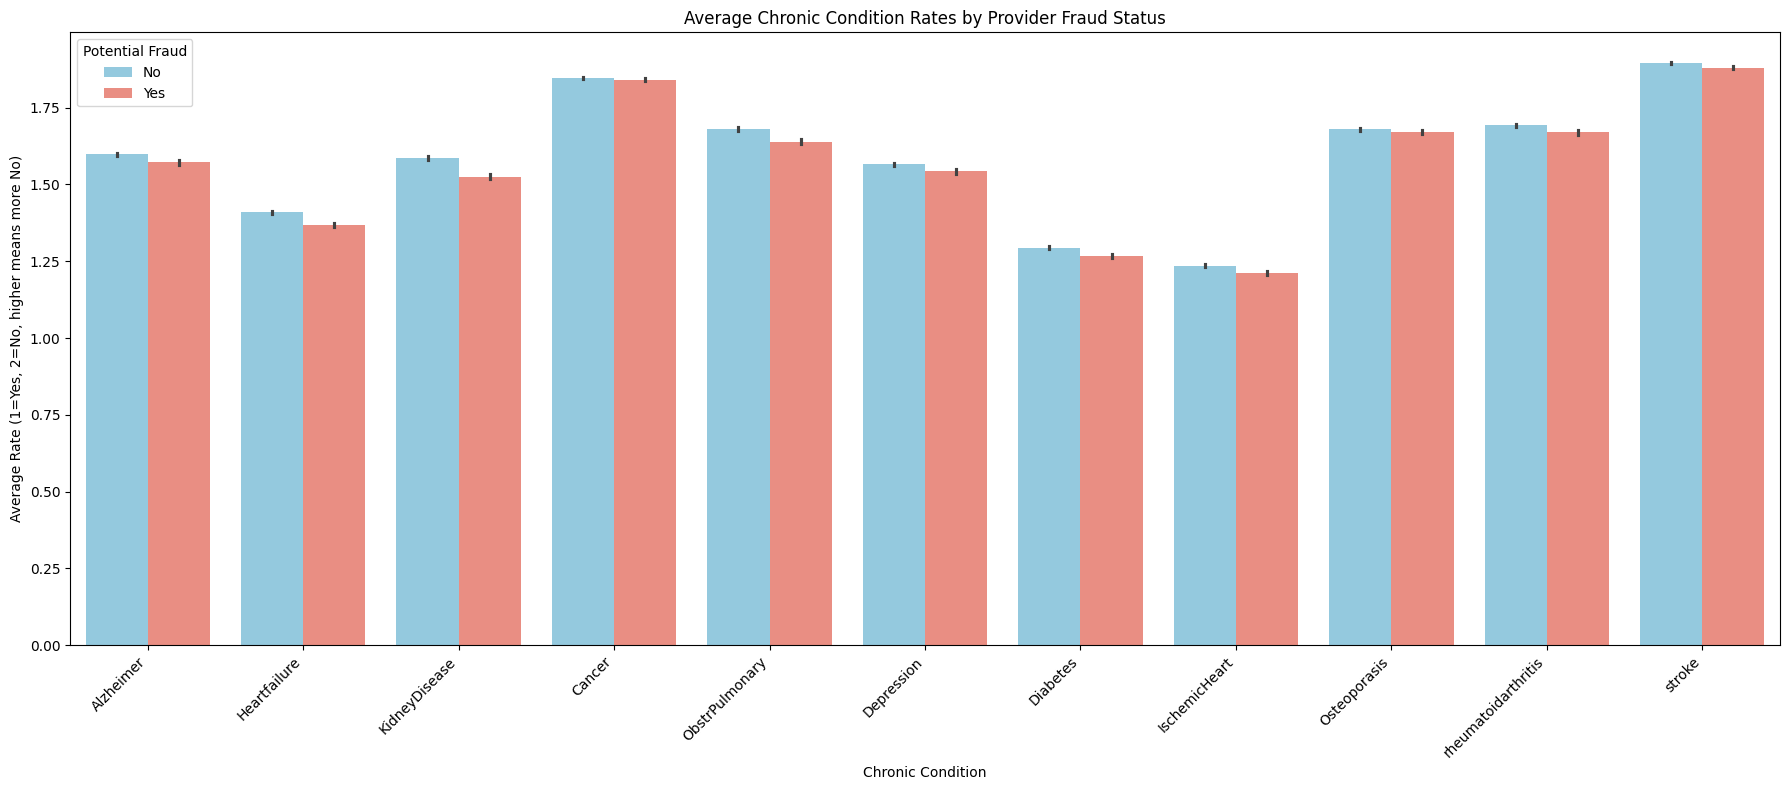 Average Chronic Condition Rates by Provider Fraud Status
Potential Fraud
No
Yes
Average Rate (1=Yes, 2=No, higher means more No)
1.75
1.50
1.25
1.00
0.75
0.50
0.25
0.00
Alzheimer
Heartfailure
KidneyDisease
Cancer
ObstrPulmonary
Depression
Diabetes
IschemicHeart
Osteoporasis
rheumatoidarthritis
stroke
Chronic Condition